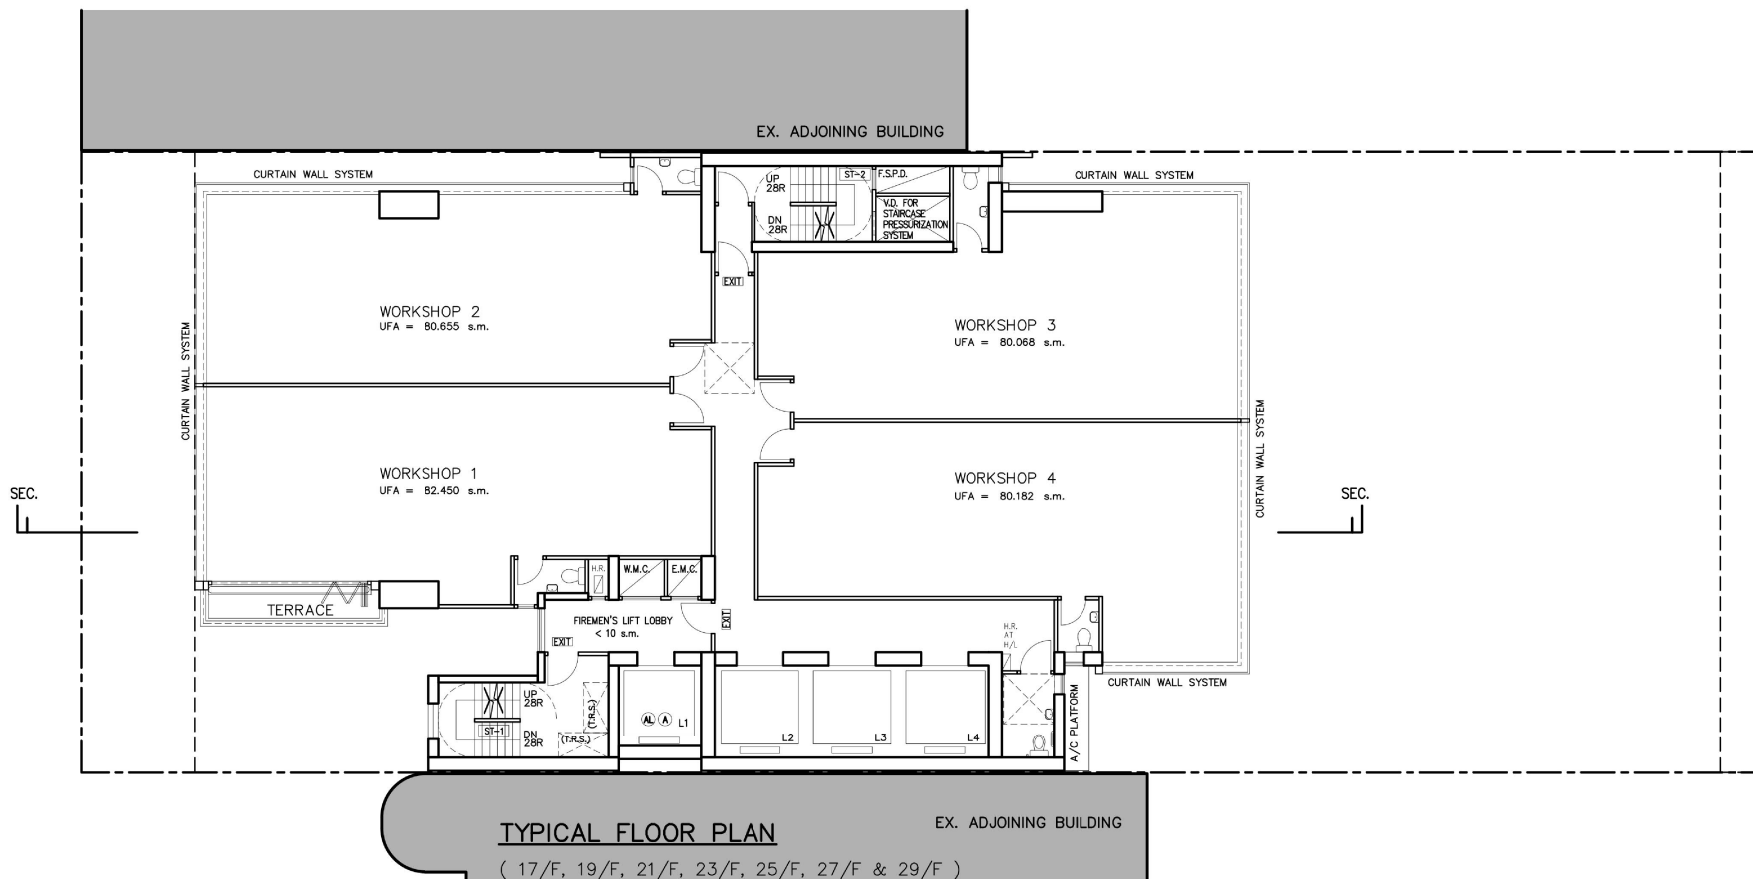 EX. ADJOINING BUILDING
CURTAIN WALL SYSTEM
UP
28R
ST-2
F.S.P.D.
CURTAIN WALL SYSTEM
DN
28R
V.D. FOR
STAIRCASE
PRESSURIZATION
SYSTEM
EXIT
WORKSHOP 2
UFA = 80.655 s.m.
WORKSHOP 3
UFA = 80.068 s.m.
CURTAIN WALL SYSTEM
CURTAIN WALL SYSTEM
WORKSHOP 1
UFA = 82.450 s.m.
WORKSHOP 4
UFA = 80.182 s.m.
SEC.
SEC.
H.R.
W.M.C.
E.M.C.
TERRACE
FIREMEN'S LIFT LOBBY
< 10 s.m.
EXIT
EXIT
H.R.
AT
H/L
CURTAIN WALL SYSTEM
UP
28R
ST-1
DN
28R
(T.R.S.)
(T.R.S.)
AL
A
L1
L2
L3
L4
A/C PLATFORM
TYPICAL FLOOR PLAN
EX. ADJOINING BUILDING
( 17/F, 19/F, 21/F, 23/F, 25/F, 27/F & 29/F )